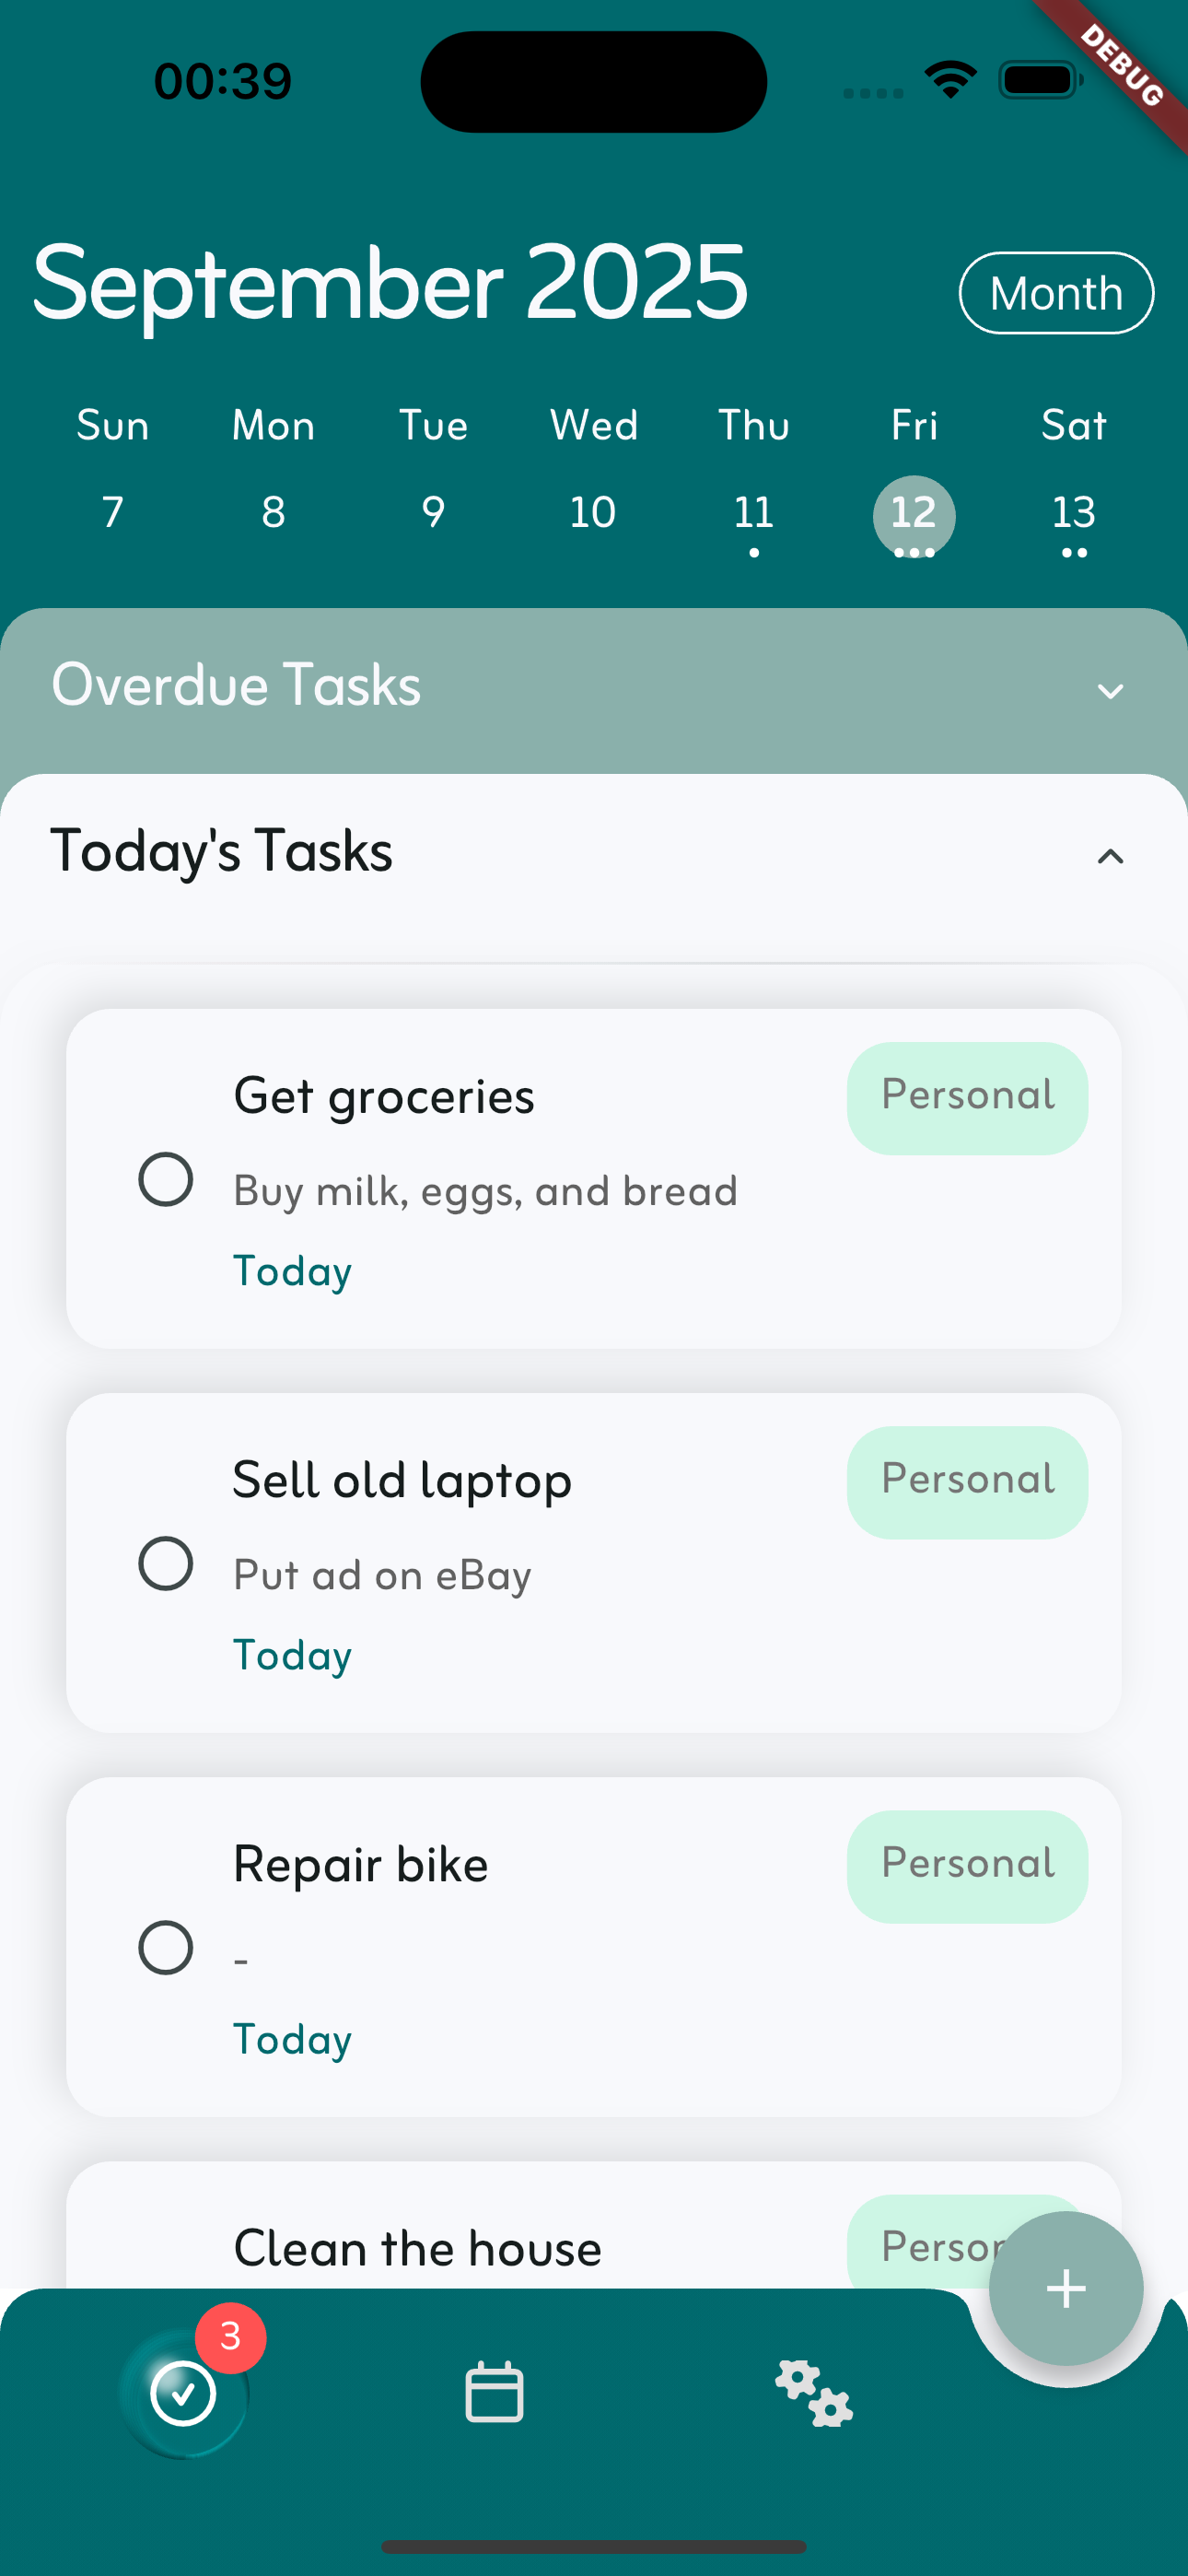 00:39
DEBUG
September 2025
Month
Sun Mon Tue Wed Thu Fri Sat
7 8 9 10 11 12 13
Overdue Tasks
Today's Tasks
Get groceries
Personal
Buy milk, eggs, and bread
Today
Sell old laptop
Personal
Put ad on eBay
Today
Repair bike
Personal
-
Today
Clean the house
3